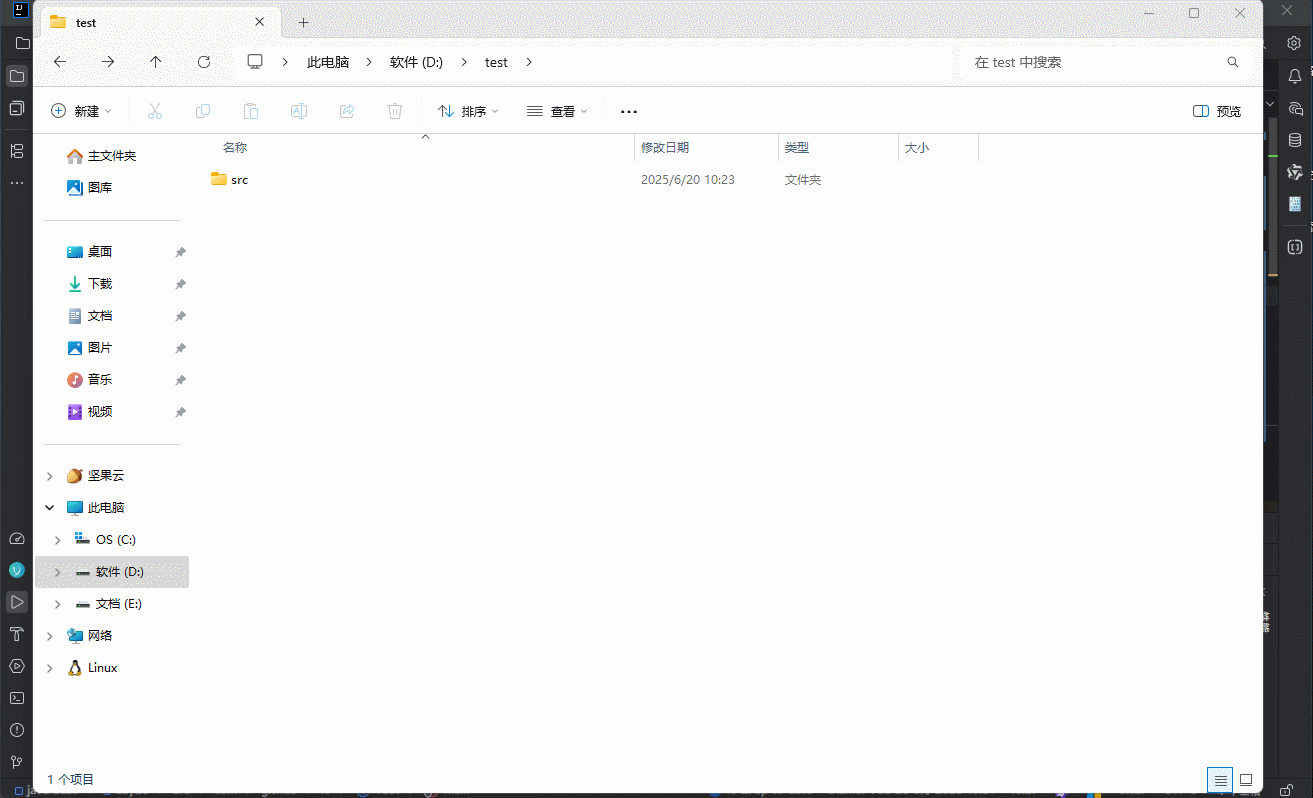 test
此电脑 软件 (D:) test
在 test 中搜索
新建 排序 查看 预览
名称 修改日期 类型 大小
src 2025/6/20 10:23 文件夹
主文件夹
图库
桌面
下载
文档
图片
音乐
视频
坚果云
此电脑
OS (C:)
软件 (D:)
文档 (E:)
网络
Linux
1 个项目